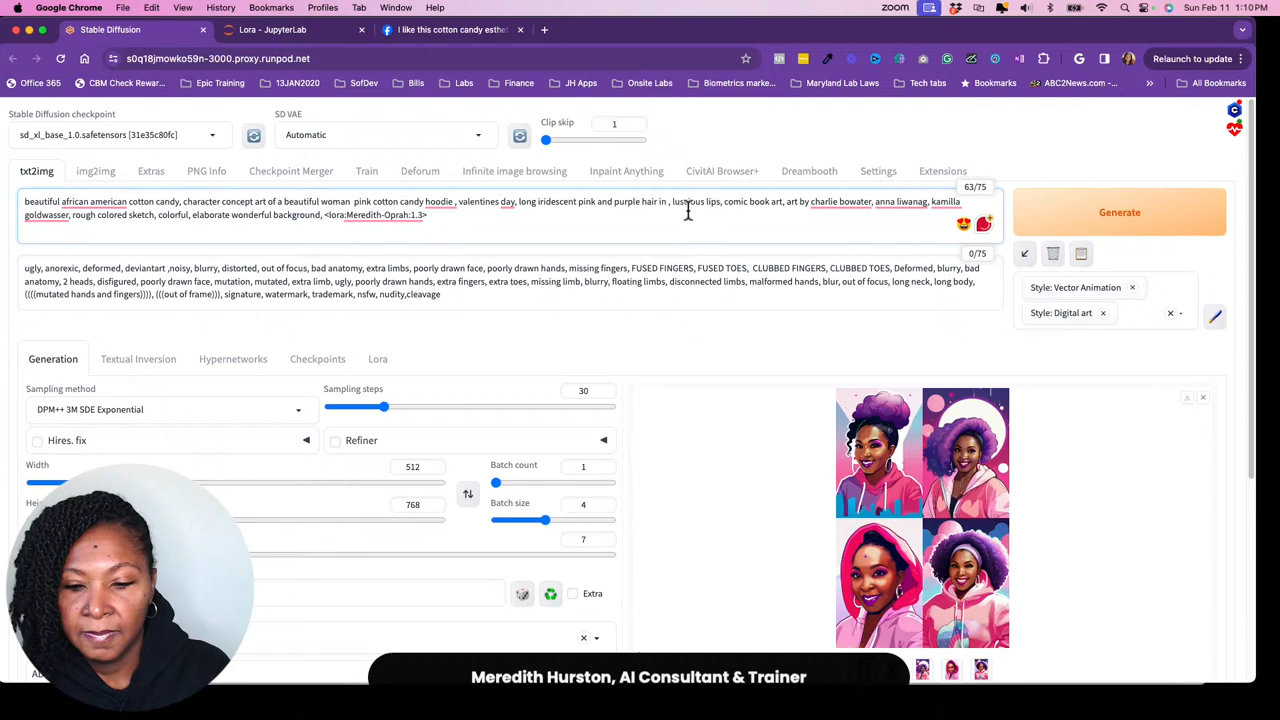 Chrome File Edit View History Bookmarks Profiles Tab Window Help zoom Sun Feb 11 1:10 PM
Stable Diffusion Lora - JupyterLab I like this cotton candy esthe
s0q18jmowko59n-3000.proxy.runpod.net Relaunch to update
Office 365 CBM Check Rewar... Epic Training 13JAN2020 SofDev Bills Labs Finance JH Apps Onsite Labs Biometrics marke... Maryland Lab Laws Tech tabs Bookmarks ABC2News.com -... » All Bookmarks
Stable Diffusion checkpoint SD VAE Clip skip
sd_xl_base_1.0.safetensors [31e35c80fc] Automatic 1
txt2img img2img Extras PNG Info Checkpoint Merger Train Deforum Infinite image browsing Inpaint Anything CivitAI Browser+ Dreambooth Settings Extensions
63/75
beautiful african american cotton candy, character concept art of a beautiful woman pink cotton candy hoodie , valentines day, long iridescent pink and purple hair in , luscious lips, comic book art, art by charlie bowater, anna liwanag, kamilla
goldwasser, rough colored sketch, colorful, elaborate wonderful background, <lora:Meredith-Oprah:1.3>
Generate
0/75
ugly, anorexic, deformed, deviantart ,noisy, blurry, distorted, out of focus, bad anatomy, extra limbs, poorly drawn face, poorly drawn hands, missing fingers, FUSED FINGERS, FUSED TOES, CLUBBED FINGERS, CLUBBED TOES, Deformed, blurry, bad
anatomy, 2 heads, disfigured, poorly drawn face, mutation, mutated, extra limb, ugly, poorly drawn hands, extra fingers, extra toes, missing limb, blurry, floating limbs, disconnected limbs, malformed hands, blur, out of focus, long neck, long body,
((((mutated hands and fingers)))), (((out of frame))), signature, watermark, trademark, nsfw, nudity,cleavage
Style: Vector Animation
Style: Digital art
Generation Textual Inversion Hypernetworks Checkpoints Lora
Sampling method Sampling steps 30
DPM++ 3M SDE Exponential
Hires. fix Refiner
Width 512 Batch count 1
768 Batch size 4
7
Extra
Meredith Hurston, AI Consultant & Trainer